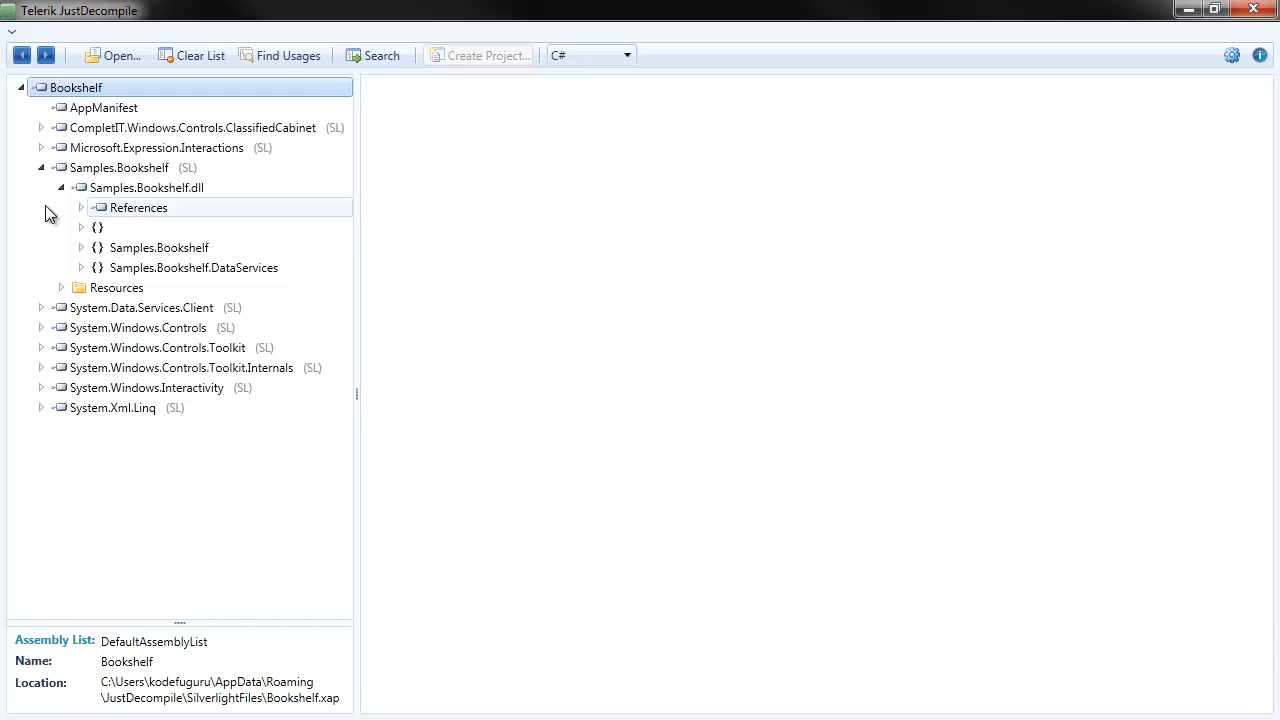 Telerik JustDecompile
Open... Clear List Find Usages Search Create Project... C#
Bookshelf
AppManifest
CompletIT.Windows.Controls.ClassifiedCabinet (SL)
Microsoft.Expression.Interactions (SL)
Samples.Bookshelf (SL)
Samples.Bookshelf.dll
References
{}
{} Samples.Bookshelf
{} Samples.Bookshelf.DataServices
Resources
System.Data.Services.Client (SL)
System.Windows.Controls (SL)
System.Windows.Controls.Toolkit (SL)
System.Windows.Controls.Toolkit.Internals (SL)
System.Windows.Interactivity (SL)
System.Xml.Linq (SL)
Assembly List: DefaultAssemblyList
Name: Bookshelf
Location: C:\Users\kodefuguru\AppData\Roaming
\JustDecompile\SilverlightFiles\Bookshelf.xap